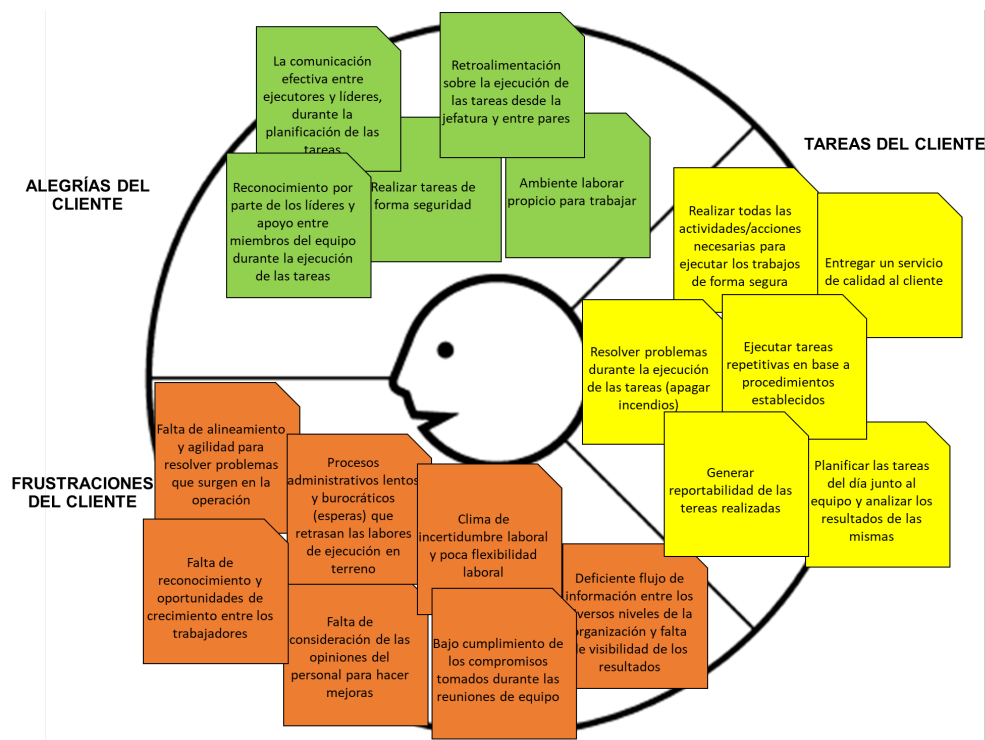 La comunicación
efectiva entre
ejecutores y líderes,
durante la
planificación de las
tareas
Retroalimentación
sobre la ejecución de
las tareas desde la
jefatura y entre pares
Reconocimiento por
parte de los líderes y
apoyo entre
miembros del equipo
durante la ejecución
de las tareas
Realizar tareas de
forma seguridad
Ambiente laborar
propicio para trabajar
ALEGRÍAS DEL
CLIENTE
TAREAS DEL CLIENTE
Realizar todas las
actividades/acciones
necesarias para
ejecutar los trabajos
de forma segura
Entregar un servicio
de calidad al cliente
Resolver problemas
durante la ejecución
de las tareas (apagar
incendios)
Ejecutar tareas
repetitivas en base a
procedimientos
establecidos
Generar
reportabilidad de las
tereas realizadas
Planificar las tareas
del día junto al
equipo y analizar los
resultados de las
mismas
FRUSTRACIONES
DEL CLIENTE
Falta de alineamiento
y agilidad para
resolver problemas
que surgen en la
operación
Procesos
administrativos lentos
y burocráticos
(esperas) que
retrasan las labores
de ejecución en
terreno
Clima de
incertidumbre laboral
y poca flexibilidad
laboral
Falta de
reconocimiento y
oportunidades de
crecimiento entre los
trabajadores
Falta de
consideración de las
opiniones del
personal para hacer
mejoras
Bajo cumplimiento de
los compromisos
tomados durante las
reuniones de equipo
Deficiente flujo de
información entre los
niveles de la
y falta
visibilidad de los
resultados